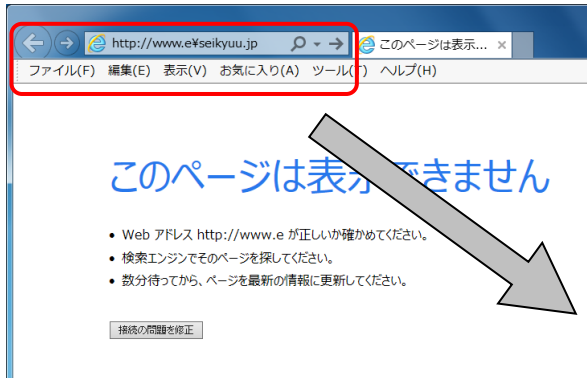 http://www.e¥seikyuu.jp
このページは表示...
ファイル(F) 編集(E) 表示(V) お気に入り(A) ツール(T) ヘルプ(H)
このページは表示できません
• Web アドレス http://www.e が正しいか確かめてください。
• 検索エンジンでそのページを探してください。
• 数分待ってから、ページを最新の情報に更新してください。
接続の問題を修正